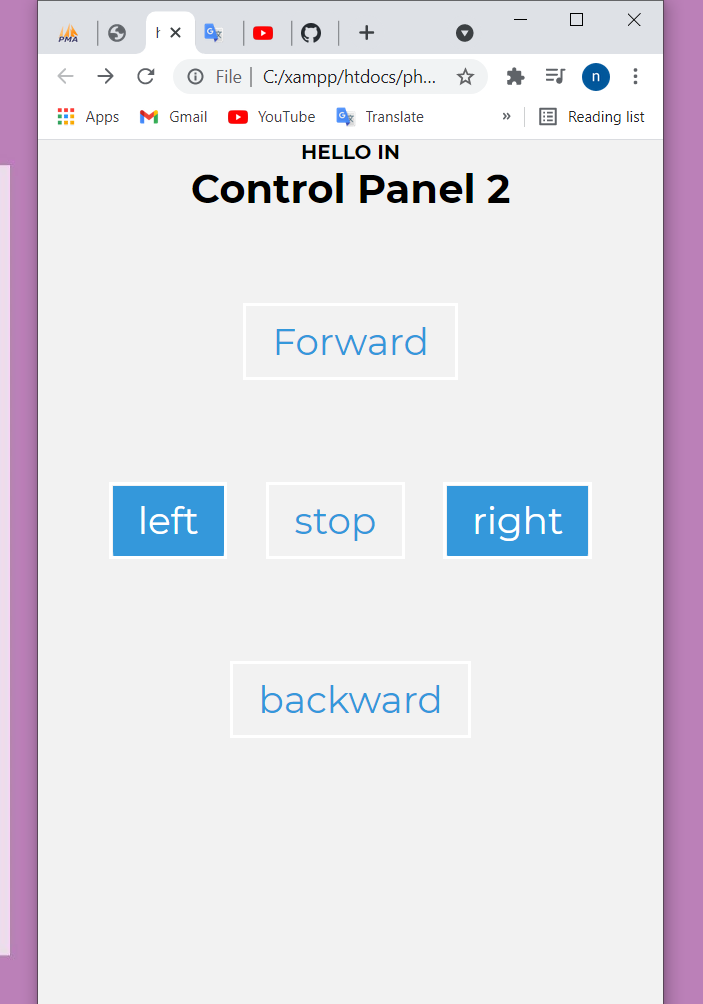 PMA
h
File C:/xampp/htdocs/ph...
n
Apps Gmail YouTube Translate » Reading list
HELLO IN
Control Panel 2
Forward
left stop right
backward